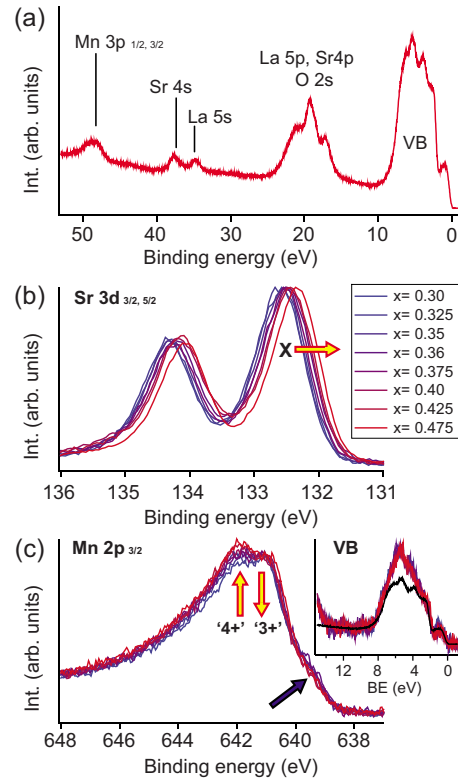 (a)
Int. (arb. units)
Mn 3p 1/2, 3/2
Sr 4s
La 5s
La 5p, Sr4p
O 2s
VB
50 40 30 20 10 0
Binding energy (eV)
(b)
Int. (arb. units)
Sr 3d 3/2, 5/2
X
x= 0.30
x= 0.325
x= 0.35
x= 0.36
x= 0.375
x= 0.40
x= 0.425
x= 0.475
136 135 134 133 132 131
Binding energy (eV)
(c)
Int. (arb. units)
Mn 2p 3/2
'4+' '3+'
VB
12 8 4 0
BE (eV)
648 646 644 642 640 638
Binding energy (eV)